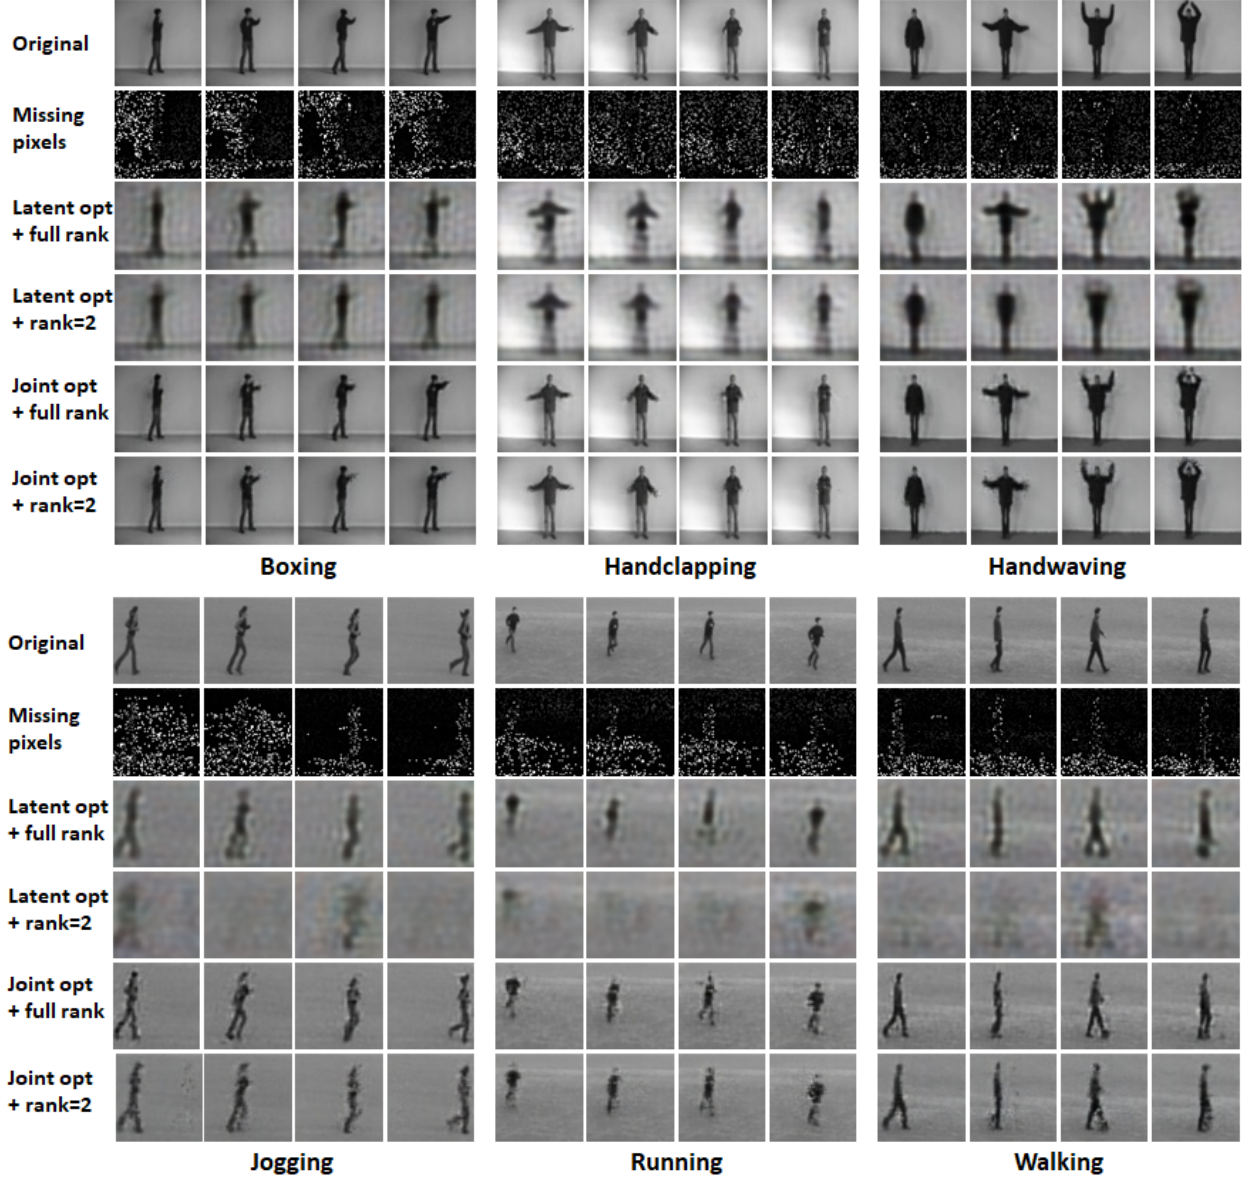 Original
Missing
pixels
Latent opt
+ full rank
Latent opt
+ rank=2
Joint opt
+ full rank
Joint opt
+ rank=2
Boxing
Handclapping
Handwaving
Original
Missing
pixels
Latent opt
+ full rank
Latent opt
+ rank=2
Joint opt
+ full rank
Joint opt
+ rank=2
Jogging
Running
Walking